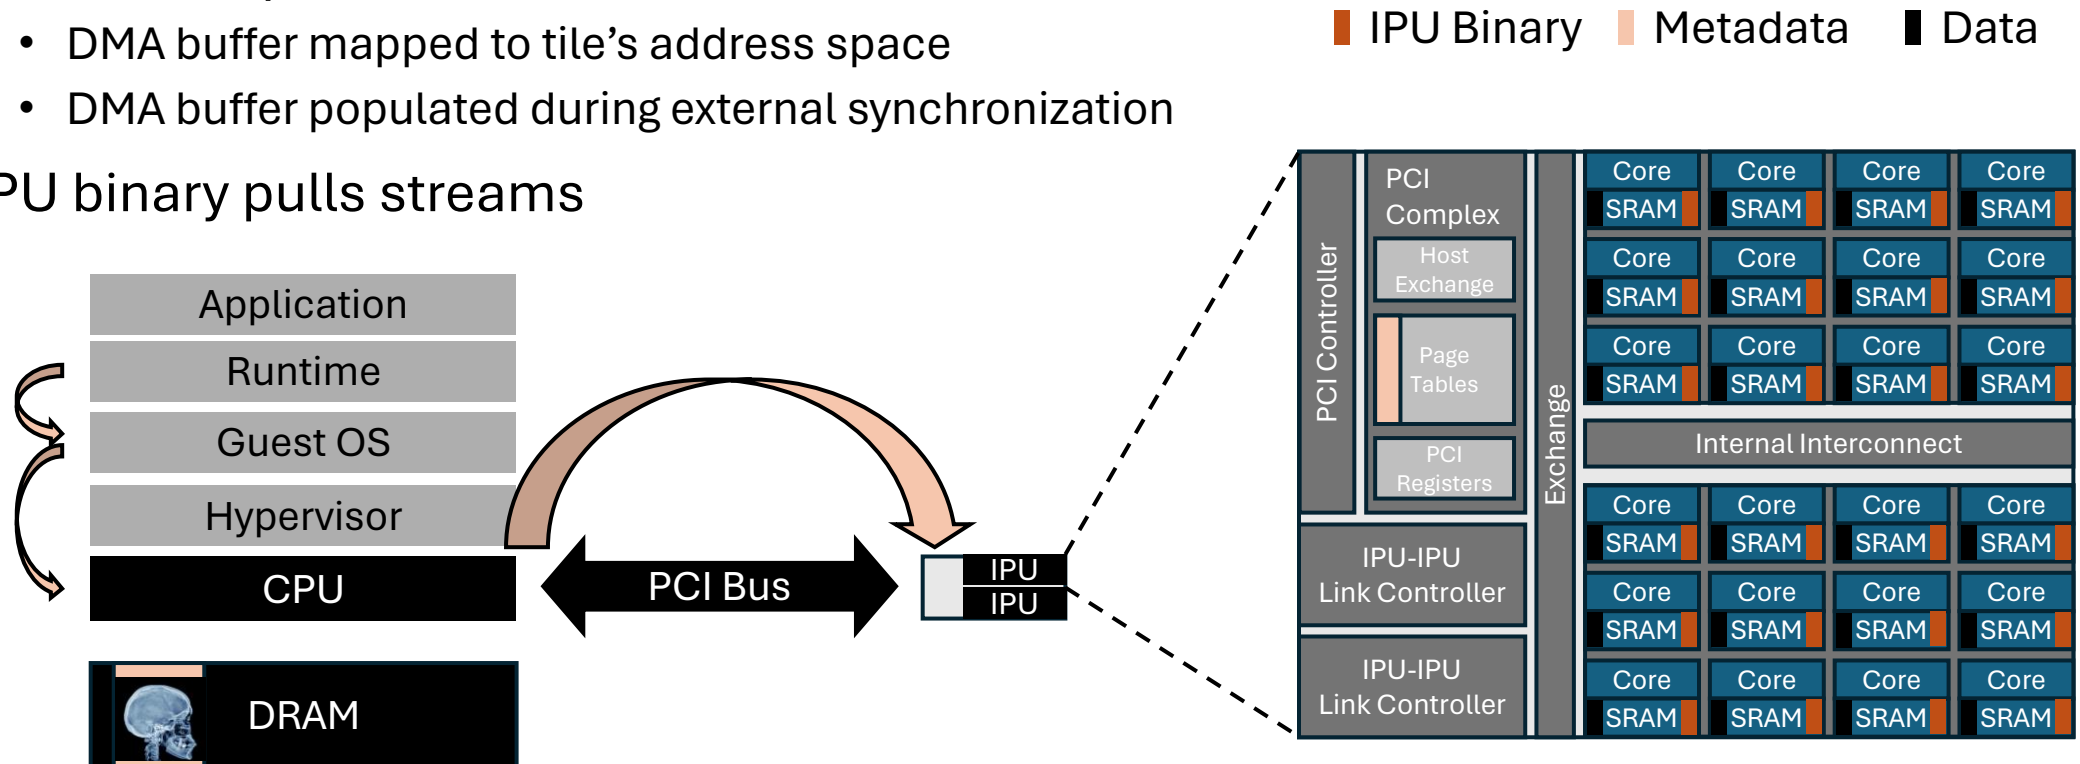 • DMA buffer mapped to tile’s address space
• DMA buffer populated during external synchronization
PU binary pulls streams
IPU Binary
Metadata
Data
Application
Runtime
Guest OS
Hypervisor
CPU
DRAM
PCI Bus
IPU
IPU
PCI Controller
PCI
Complex
Host
Exchange
Page
Tables
PCI
Registers
IPU-IPU
Link Controller
IPU-IPU
Link Controller
Exchange
Core Core Core Core
SRAM SRAM SRAM SRAM
Core Core Core Core
SRAM SRAM SRAM SRAM
Core Core Core Core
SRAM SRAM SRAM SRAM
Internal Interconnect
Core Core Core Core
SRAM SRAM SRAM SRAM
Core Core Core Core
SRAM SRAM SRAM SRAM
Core Core Core Core
SRAM SRAM SRAM SRAM